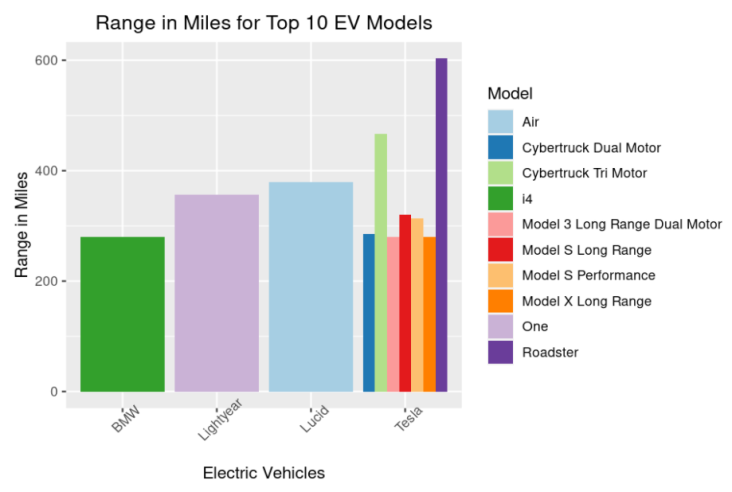 Range in Miles for Top 10 EV Models
Range in Miles
600
400
200
0
BMW
Lightyear
Lucid
Tesla
Electric Vehicles
Model
Air
Cybertruck Dual Motor
Cybertruck Tri Motor
i4
Model 3 Long Range Dual Motor
Model S Long Range
Model S Performance
Model X Long Range
One
Roadster